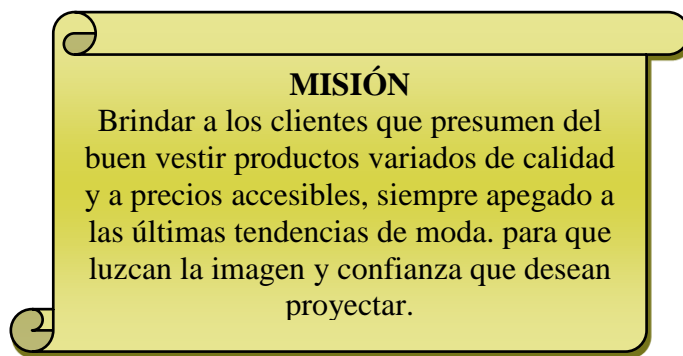 MISIÓN
Brindar a los clientes que presumen del
buen vestir productos variados de calidad
y a precios accesibles, siempre apegado a
las últimas tendencias de moda. para que
luzcan la imagen y confianza que desean
proyectar.